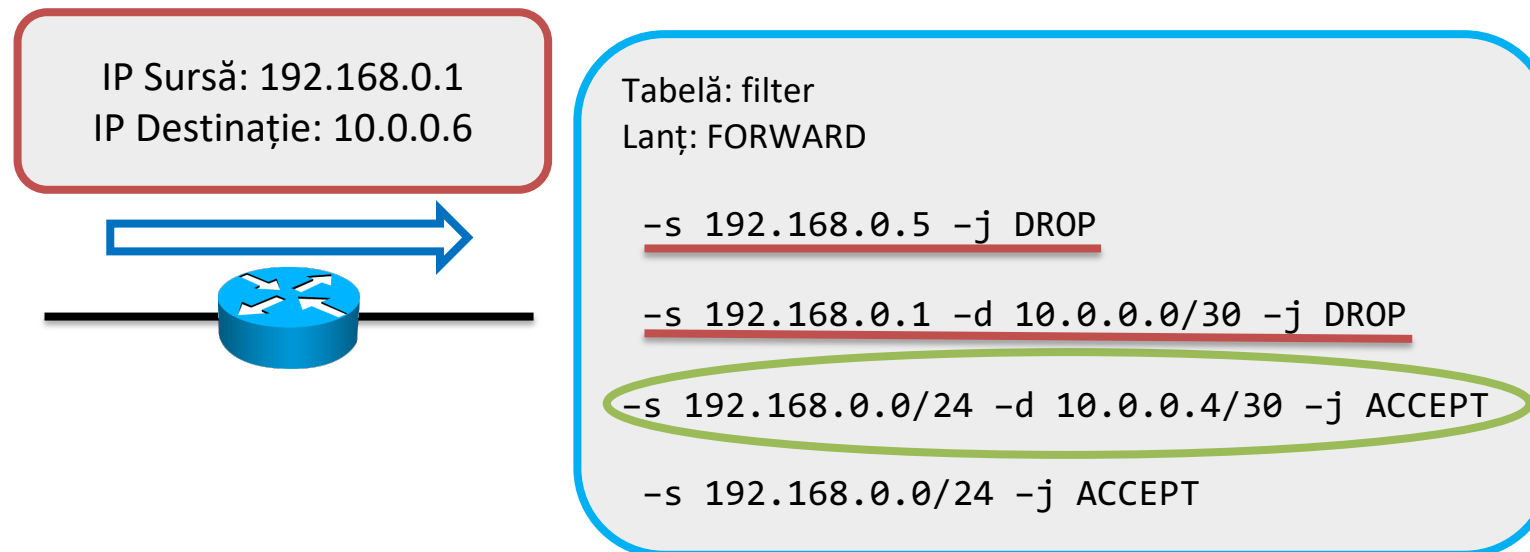 IP Sursă: 192.168.0.1
IP Destinație: 10.0.0.6
Tabelă: filter
Lanț: FORWARD
–s 192.168.0.5 –j DROP
–s 192.168.0.1 –d 10.0.0.0/30 –j DROP
–s 192.168.0.0/24 –d 10.0.0.4/30 –j ACCEPT
–s 192.168.0.0/24 –j ACCEPT